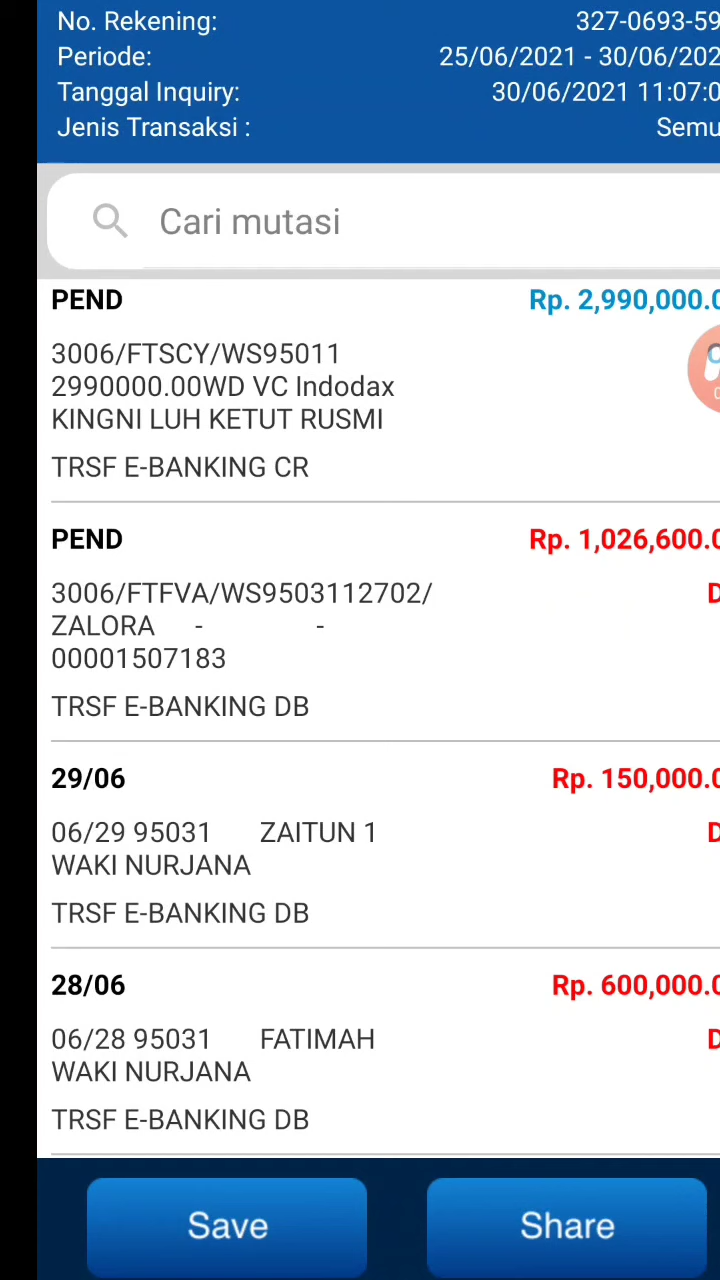 No. Rekening: 327-0693-59
Periode: 25/06/2021 - 30/06/202
Tanggal Inquiry: 30/06/2021 11:07:0
Jenis Transaksi : Semu
Cari mutasi
PEND Rp. 2,990,000.0
3006/FTSCY/WS95011
2990000.00WD VC Indodax
KINGNI LUH KETUT RUSMI
TRSF E-BANKING CR
PEND Rp. 1,026,600.0
3006/FTFVA/WS9503112702/ D
ZALORA - -
00001507183
TRSF E-BANKING DB
29/06 Rp. 150,000.0
06/29 95031 ZAITUN 1 D
WAKI NURJANA
TRSF E-BANKING DB
28/06 Rp. 600,000.0
06/28 95031 FATIMAH D
WAKI NURJANA
TRSF E-BANKING DB
Save Share